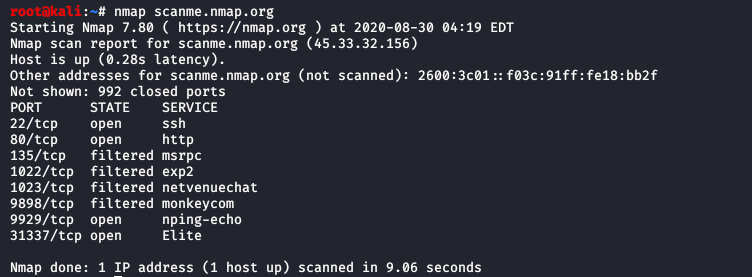 root@kali:~# nmap scanme.nmap.org
Starting Nmap 7.80 ( https://nmap.org ) at 2020-08-30 04:19 EDT
Nmap scan report for scanme.nmap.org (45.33.32.156)
Host is up (0.28s latency).
Other addresses for scanme.nmap.org (not scanned): 2600:3c01::f03c:91ff:fe18:bb2f
Not shown: 992 closed ports
PORT      STATE    SERVICE
22/tcp    open     ssh
80/tcp    open     http
135/tcp   filtered msrpc
1022/tcp  filtered exp2
1023/tcp  filtered netvenuechat
9898/tcp  filtered monkeycom
9929/tcp  open     nping-echo
31337/tcp open     Elite
Nmap done: 1 IP address (1 host up) scanned in 9.06 seconds